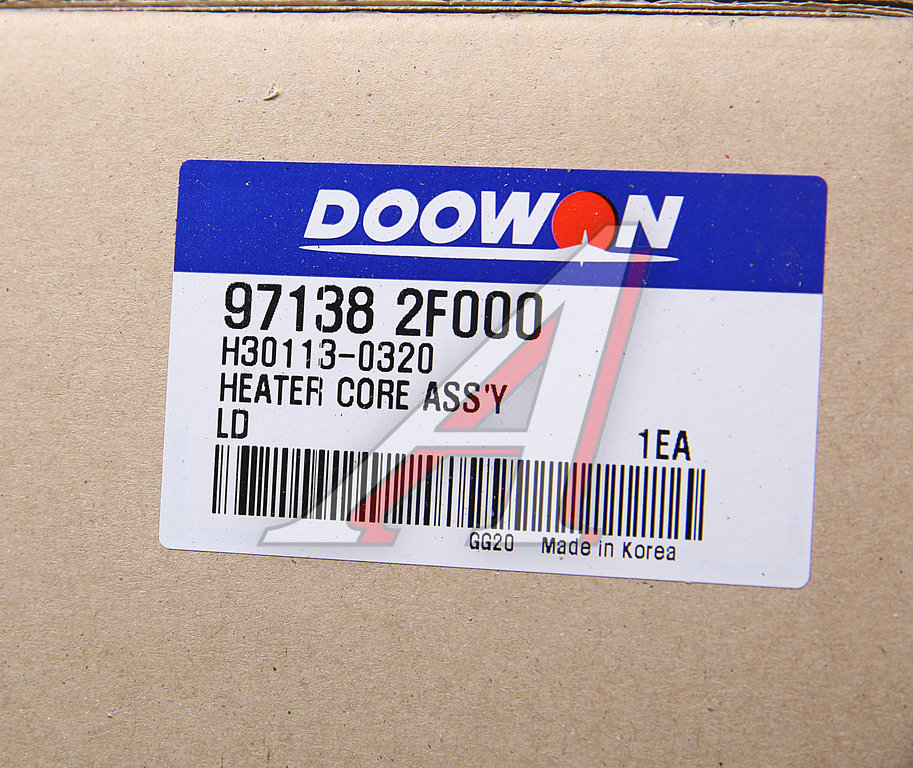 DOOWON
97138 2F000
H30113-0320
HEATER CORE ASS'Y
LD
1EA
GG20 Made in Korea